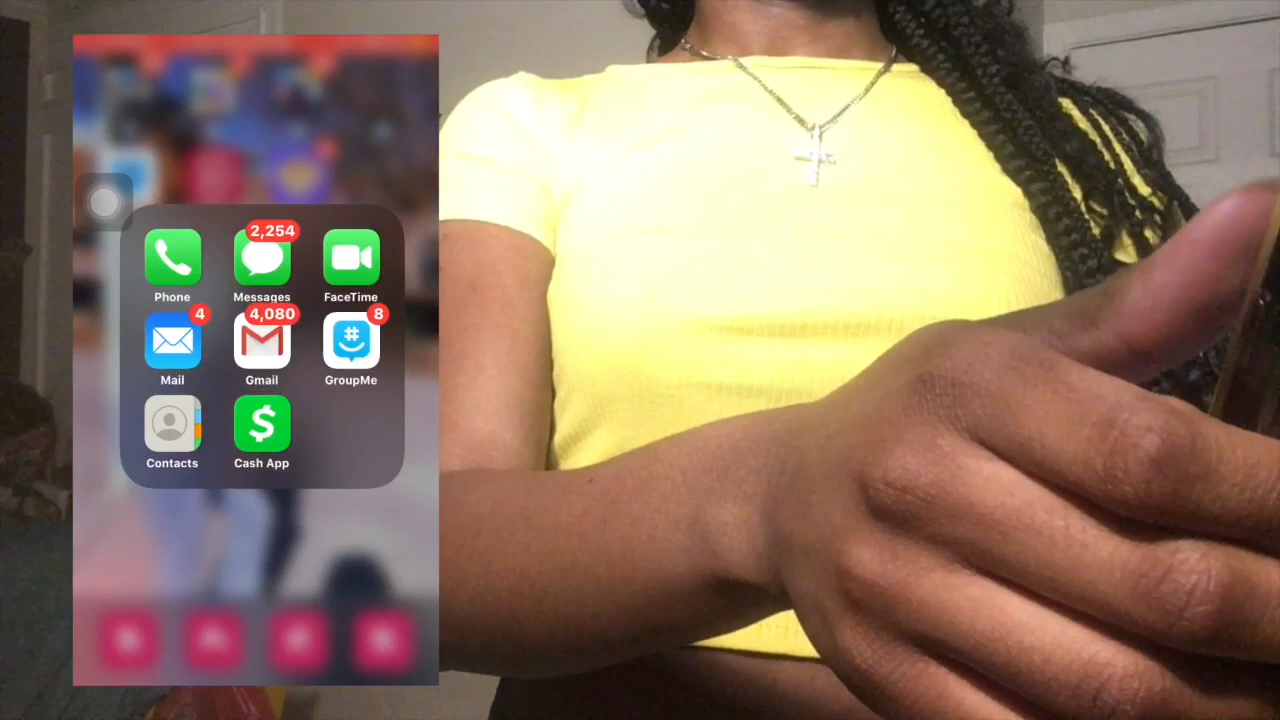 2,254
Phone Messages FaceTime
4 4,080 8
Mail Gmail GroupMe
Contacts Cash App